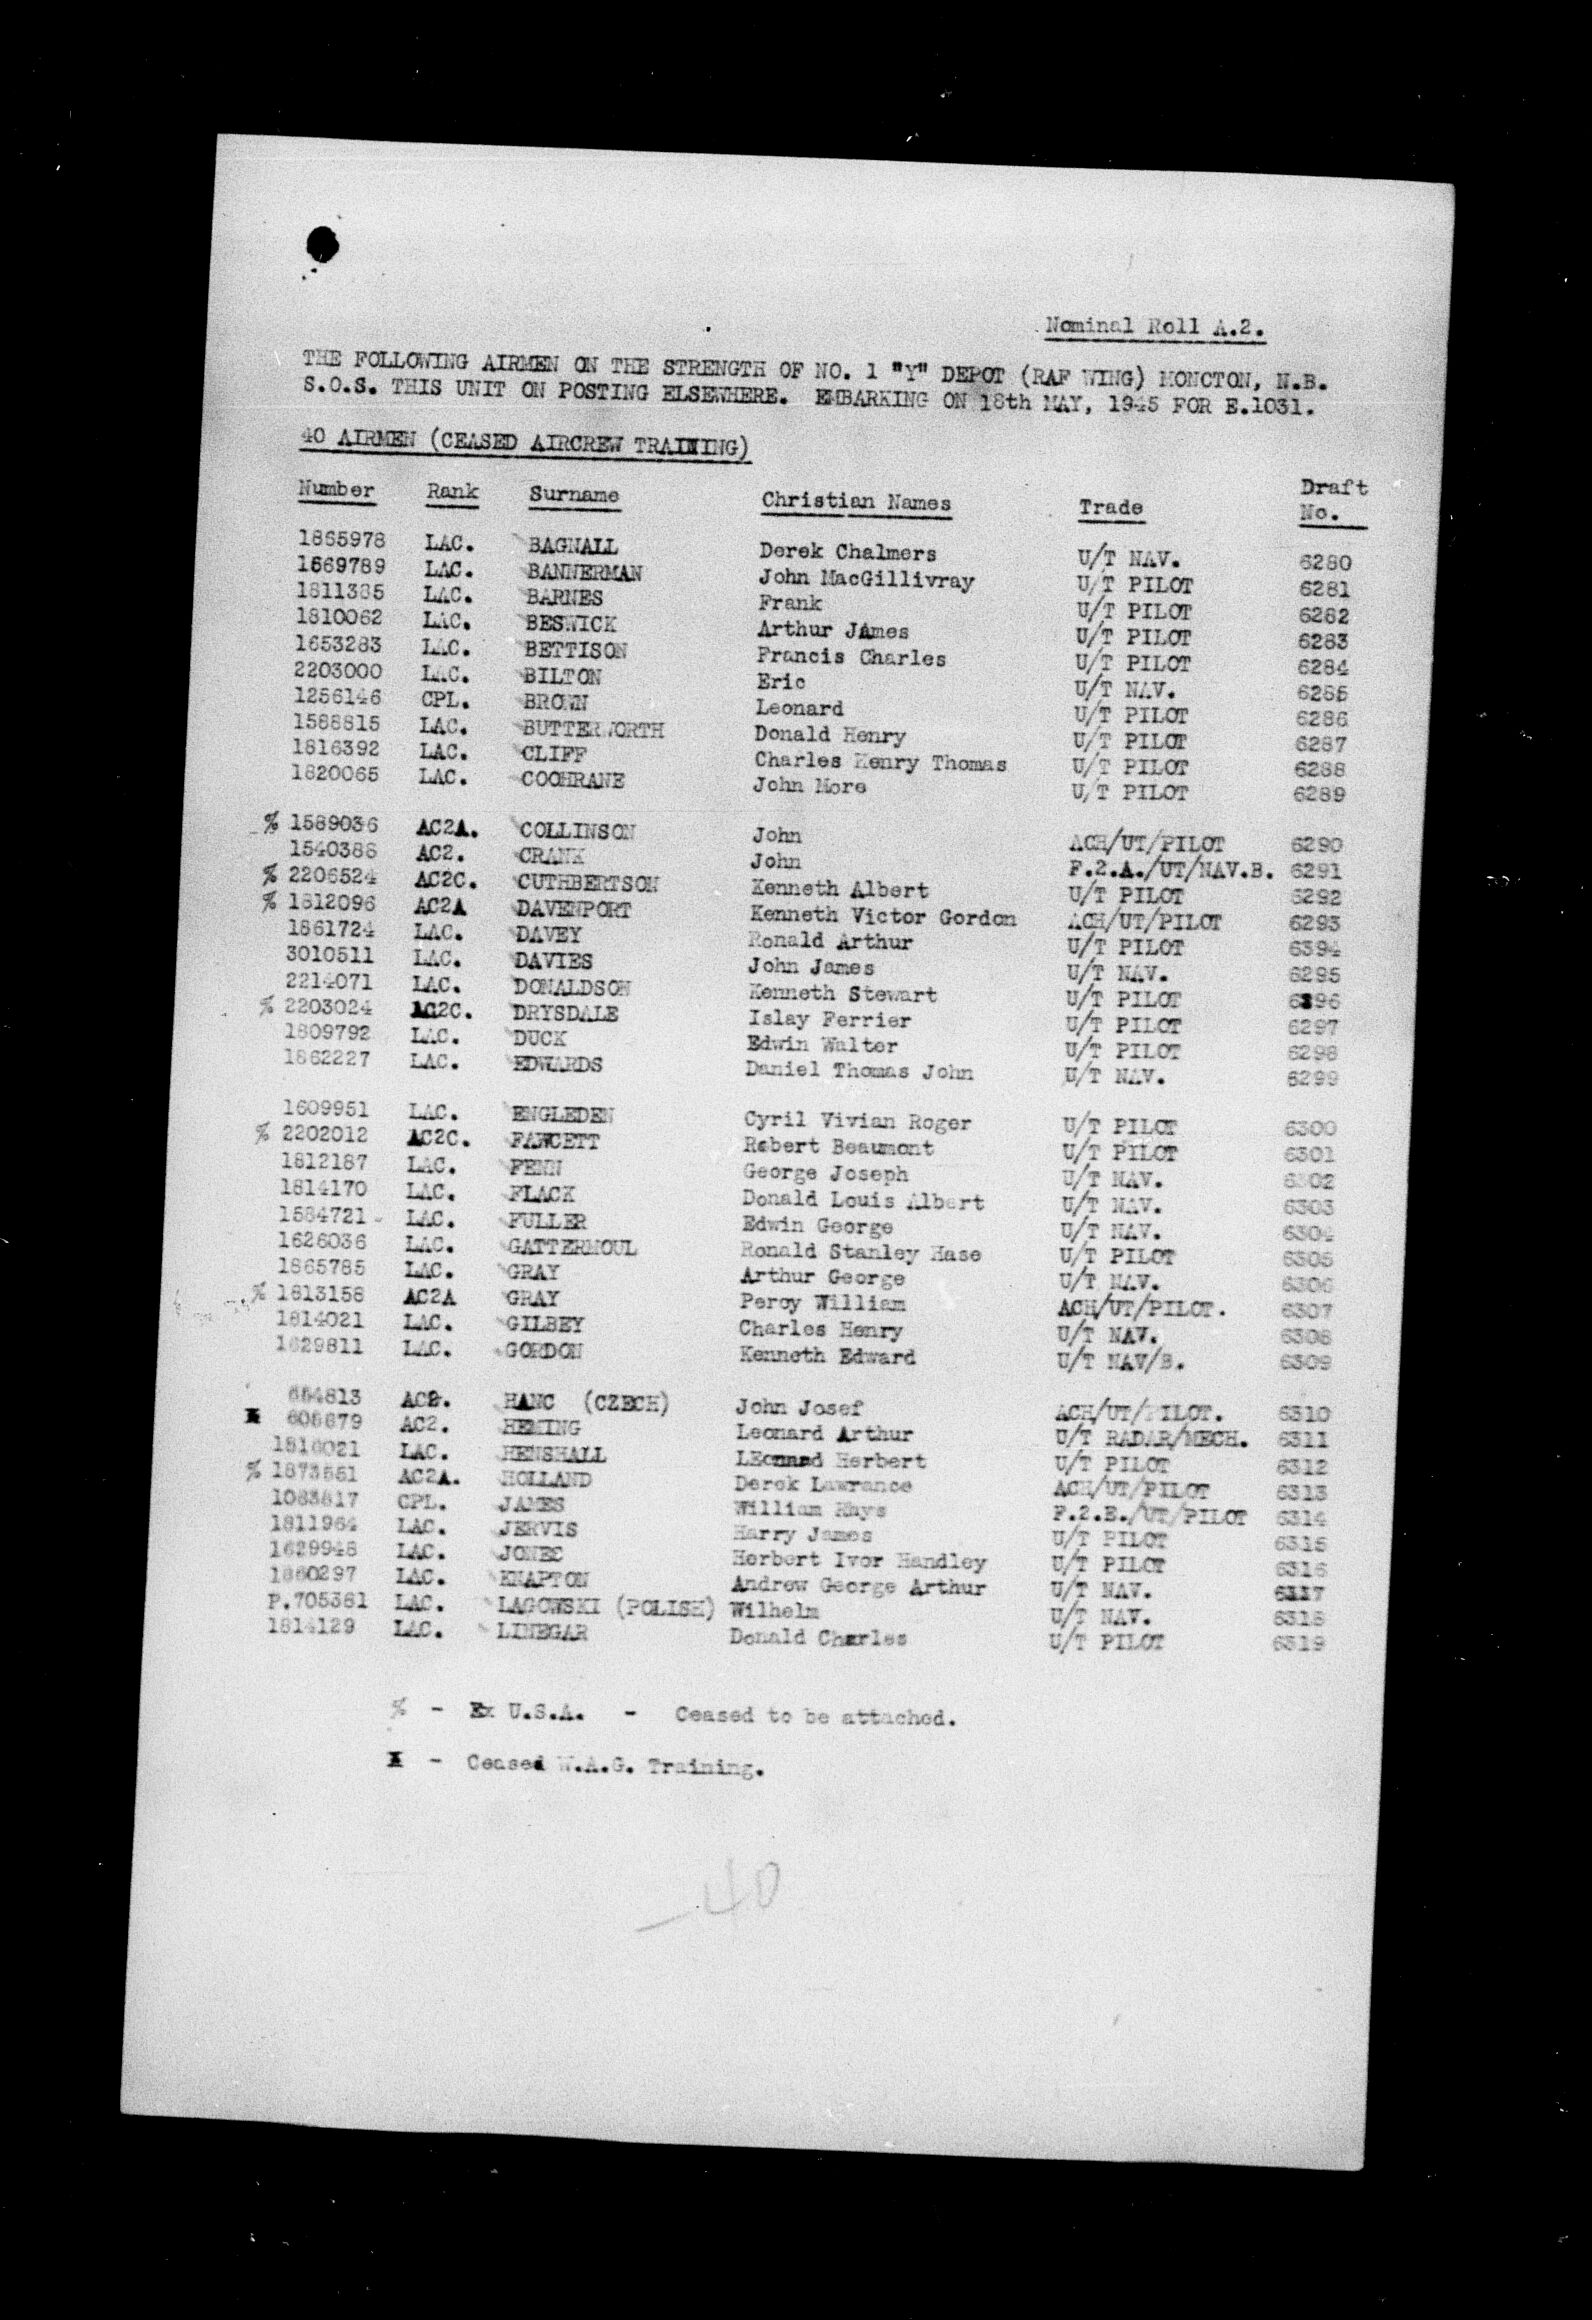 Nominal Roll A.2.
THE FOLLOWING AIRMEN ON THE STRENGTH OF NO. 1 "Y" DEPOT (RAF WING) MONCTON, N.B.
S.O.S. THIS UNIT ON POSTING ELSEWHERE. EMBARKING ON 18th MAY, 1945 FOR E.1031.
40 AIRMEN (CEASED AIRCREW TRAINING)
Number Rank Surname Christian Names Trade Draft No.
1865978 LAC. BAGNALL Derek Chalmers U/T NAV. 6280
1569789 LAC. BANNERMAN John MacGillivray U/T PILOT 6281
1811385 LAC. BARNES Frank U/T PILOT 6282
1810062 LAC. BESWICK Arthur James U/T PILOT 6283
1653283 LAC. BETTISON Francis Charles U/T PILOT 6284
2203000 LAC. BILTON Eric U/T NAV. 6285
1256146 CPL. BROWN Leonard U/T PILOT 6286
1588815 LAC. BUTTERWORTH Donald Henry U/T PILOT 6287
1816392 LAC. CLIFF Charles Henry Thomas U/T PILOT 6288
1820065 LAC. COCHRANE John More U/T PILOT 6289
% 1589036 AC2A. COLLINSON John ACH/UT/PILOT 6290
1540388 AC2. CRANK John F.2.A./UT/NAV.B. 6291
% 2206524 AC2C. CUTHBERTSON Kenneth Albert U/T PILOT 6292
% 1812096 AC2A DAVENPORT Kenneth Victor Gordon ACH/UT/PILOT 6293
1861724 LAC. DAVEY Ronald Arthur U/T PILOT 6394
3010511 LAC. DAVIES John James U/T NAV. 6295
2214071 LAC. DONALDSON Kenneth Stewart U/T PILOT 6296
% 2203024 AC2C. DRYSDALE Islay Ferrier U/T PILOT 6297
1809792 LAC. DUCK Edwin Walter U/T PILOT 6298
1862227 LAC. EDWARDS Daniel Thomas John U/T NAV. 6299
1609951 LAC. ENGLEDEN Cyril Vivian Roger U/T PILOT 6300
% 2202012 AC2C. FAWCETT Robert Beaumont U/T PILOT 6301
1812187 LAC. FENN George Joseph U/T NAV. 6302
1814170 LAC. FLACK Donald Louis Albert U/T NAV. 6303
1584721 LAC. FULLER Edwin George U/T NAV. 6304
1626036 LAC. GATTERMOUL Ronald Stanley Hase U/T PILOT 6305
1865785 LAC. GRAY Arthur George U/T NAV. 6306
% 1813158 AC2A GRAY Percy William ACH/UT/PILOT. 6307
1814021 LAC. GILBEY Charles Henry U/T NAV. 6308
1629811 LAC. GORDON Kenneth Edward U/T NAV/B. 6309
654813 AC2. HANC (CZECH) John Josef ACH/UT/PILOT. 6310
X 605879 AC2. HEMING Leonard Arthur U/T RADAR/MECH. 6311
1516021 LAC. HENSHALL LEonard Herbert U/T PILOT 6312
% 1873551 AC2A. HOLLAND Derek Lawrance ACH/UT/PILOT 6313
1083817 CPL. JAMES William Hays F.2.E./UT/PILOT 6314
1811964 LAC. JERVIS Harry James U/T PILOT 6315
1629948 LAC. JONES Herbert Ivor Handley U/T PILOT 6316
1860297 LAC. KNAPTON Andrew George Arthur U/T NAV. 6317
P.705381 LAC. LAGOWSKI (POLISH) Wilhelm U/T NAV. 6318
1814129 LAC. LINEGAR Donald Charles U/T PILOT 6319
% - Ex U.S.A. - Ceased to be attached.
X - Ceased W.A.G. Training.
- 40